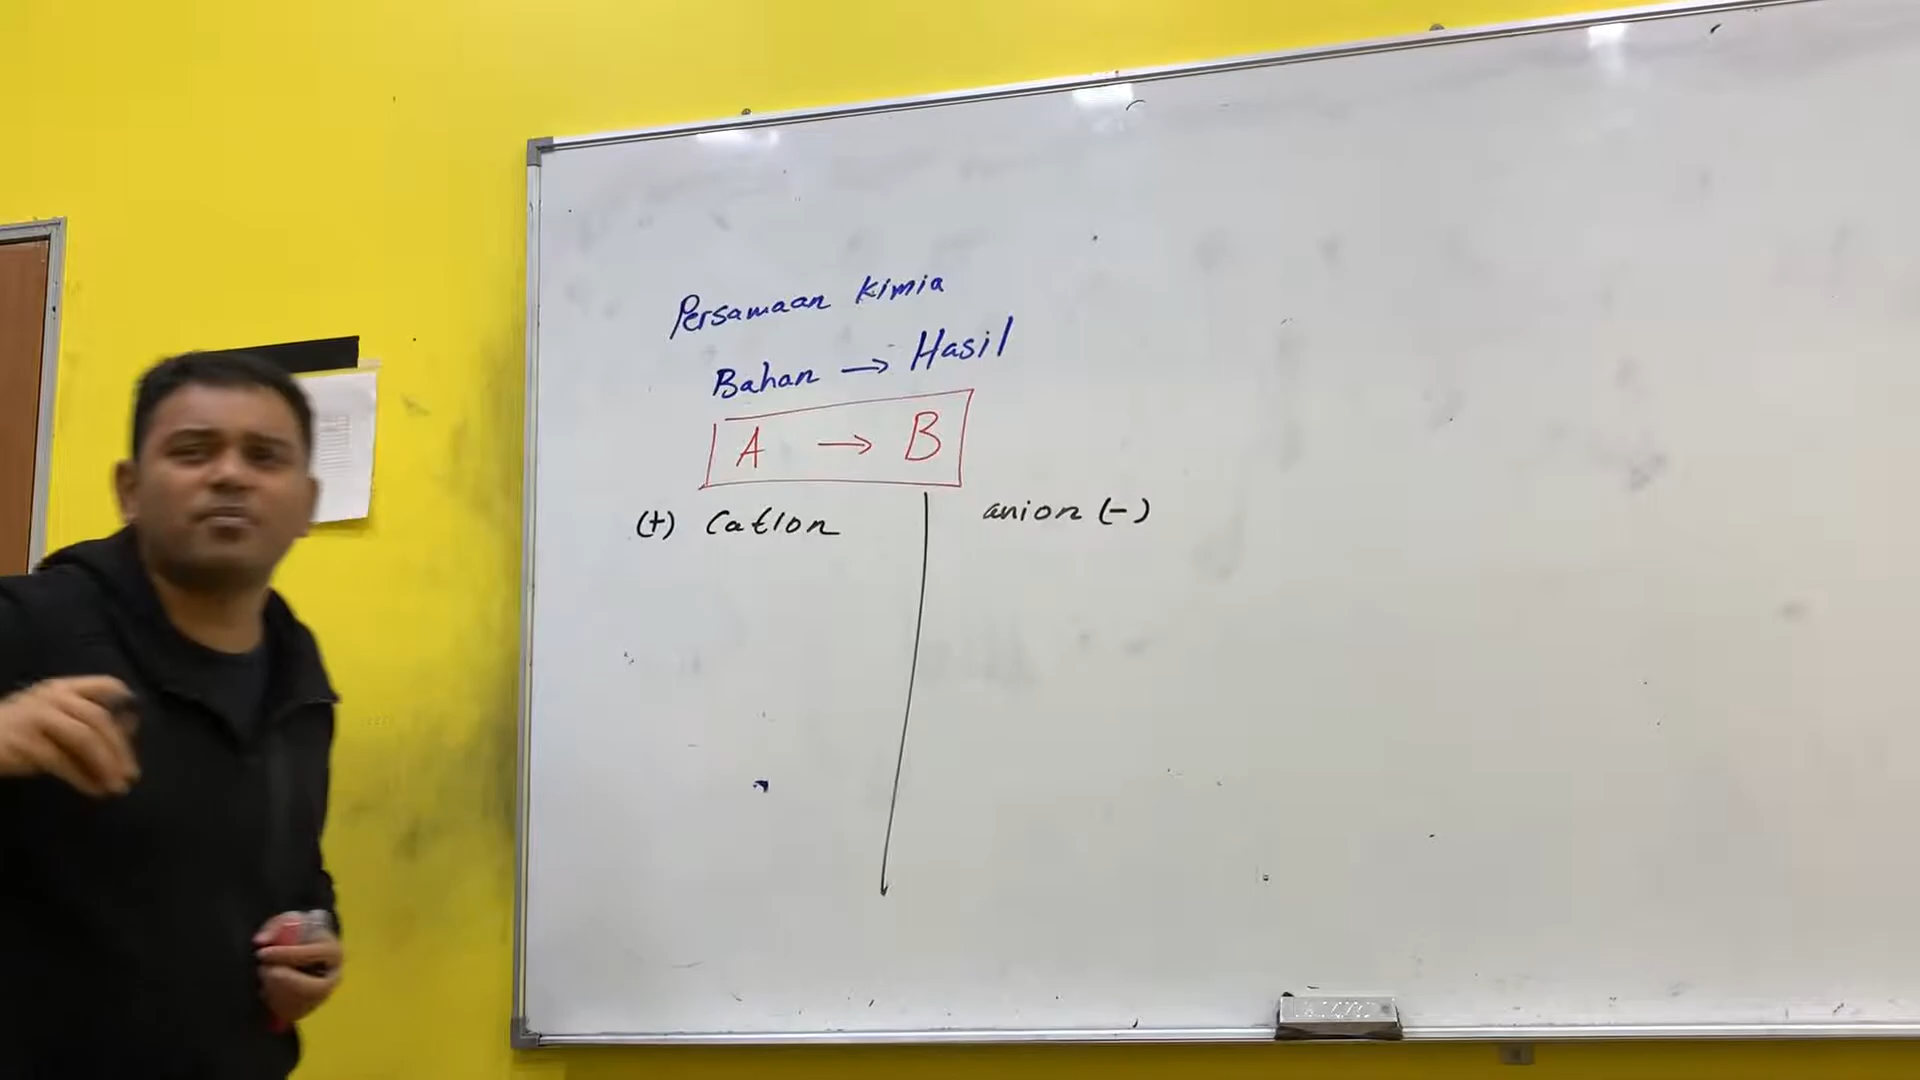 Persamaan Kimia
Bahan → Hasil
A → B
(+) Cation
anion (-)